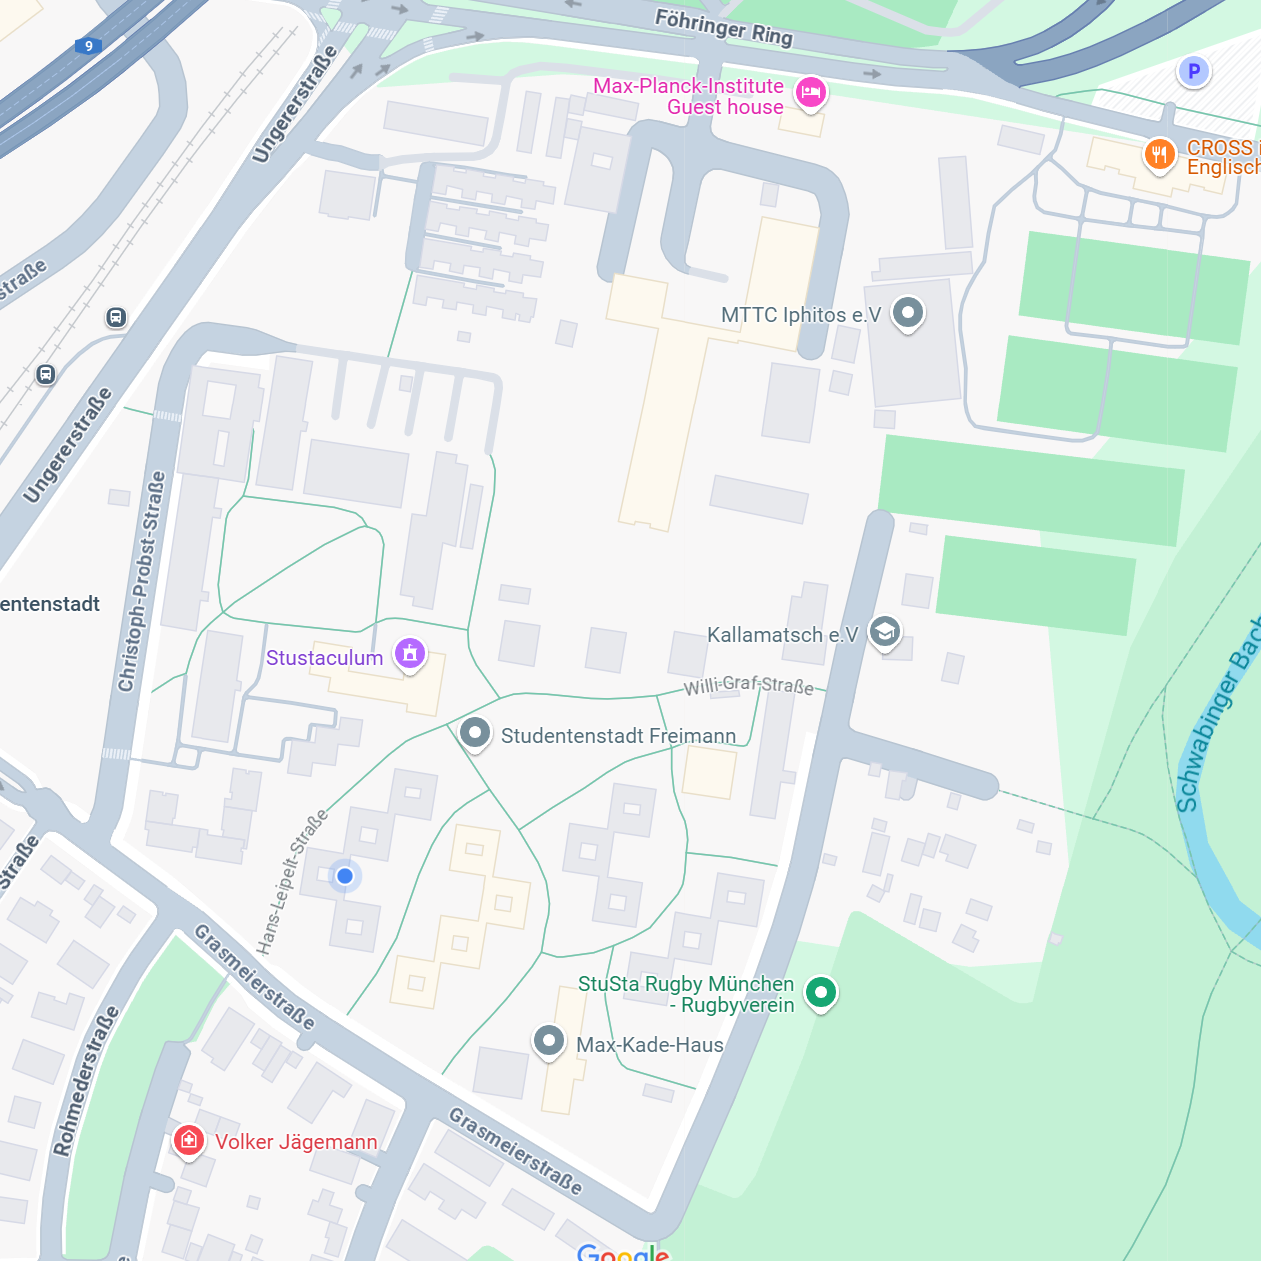 Föhringer Ring
9
Max-Planck-Institute
Guest house
P
Ungererstraße
CROSS i
Englisch
straße
MTTC Iphitos e.V
Ungererstraße
Christoph-Probst-Straße
entenstadt
Kallamatsch e.V
Stustaculum
Willi-Graf-Straße
Schwabinger Bach
Studentenstadt Freimann
Hans-Leipelt-Straße
Straße
Grasmeierstraße
StuSta Rugby München
- Rugbyverein
Max-Kade-Haus
Rohmederstraße
Volker Jägemann
Grasmeierstraße
Google